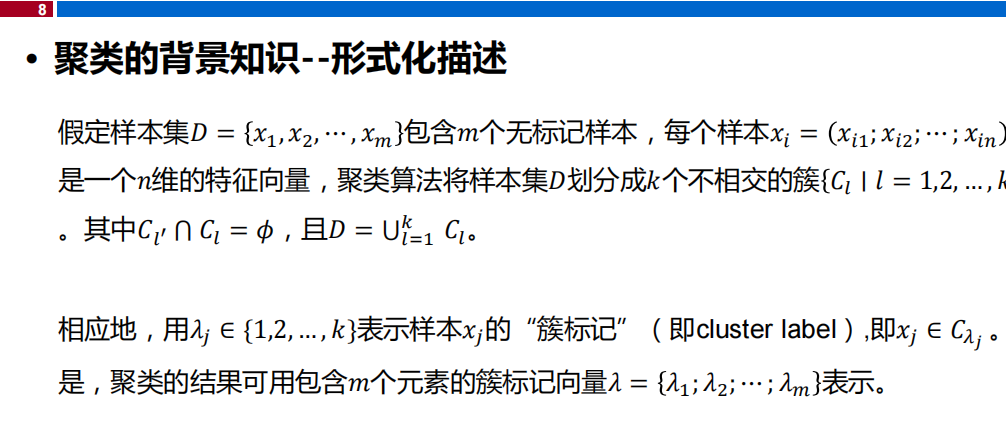 8
• 聚类的背景知识--形式化描述
假定样本集D = {x₁, x₂, ⋯, xₘ}包含m个无标记样本，每个样本xᵢ = (xᵢ₁; xᵢ₂; ⋯; xᵢₙ)
是一个n维的特征向量，聚类算法将样本集D划分成k个不相交的簇{Cₗ ∣ l = 1,2, …, k
。其中C_{l′} ⋂ Cₗ = ϕ，且D = ⋃ₗ₌₁ᵏ Cₗ。
相应地，用λⱼ ∈ {1,2, …, k}表示样本xⱼ的“簇标记”（即cluster label）,即xⱼ ∈ C_{λⱼ} 。
是，聚类的结果可用包含m个元素的簇标记向量λ = {λ₁; λ₂; ⋯; λₘ}表示。